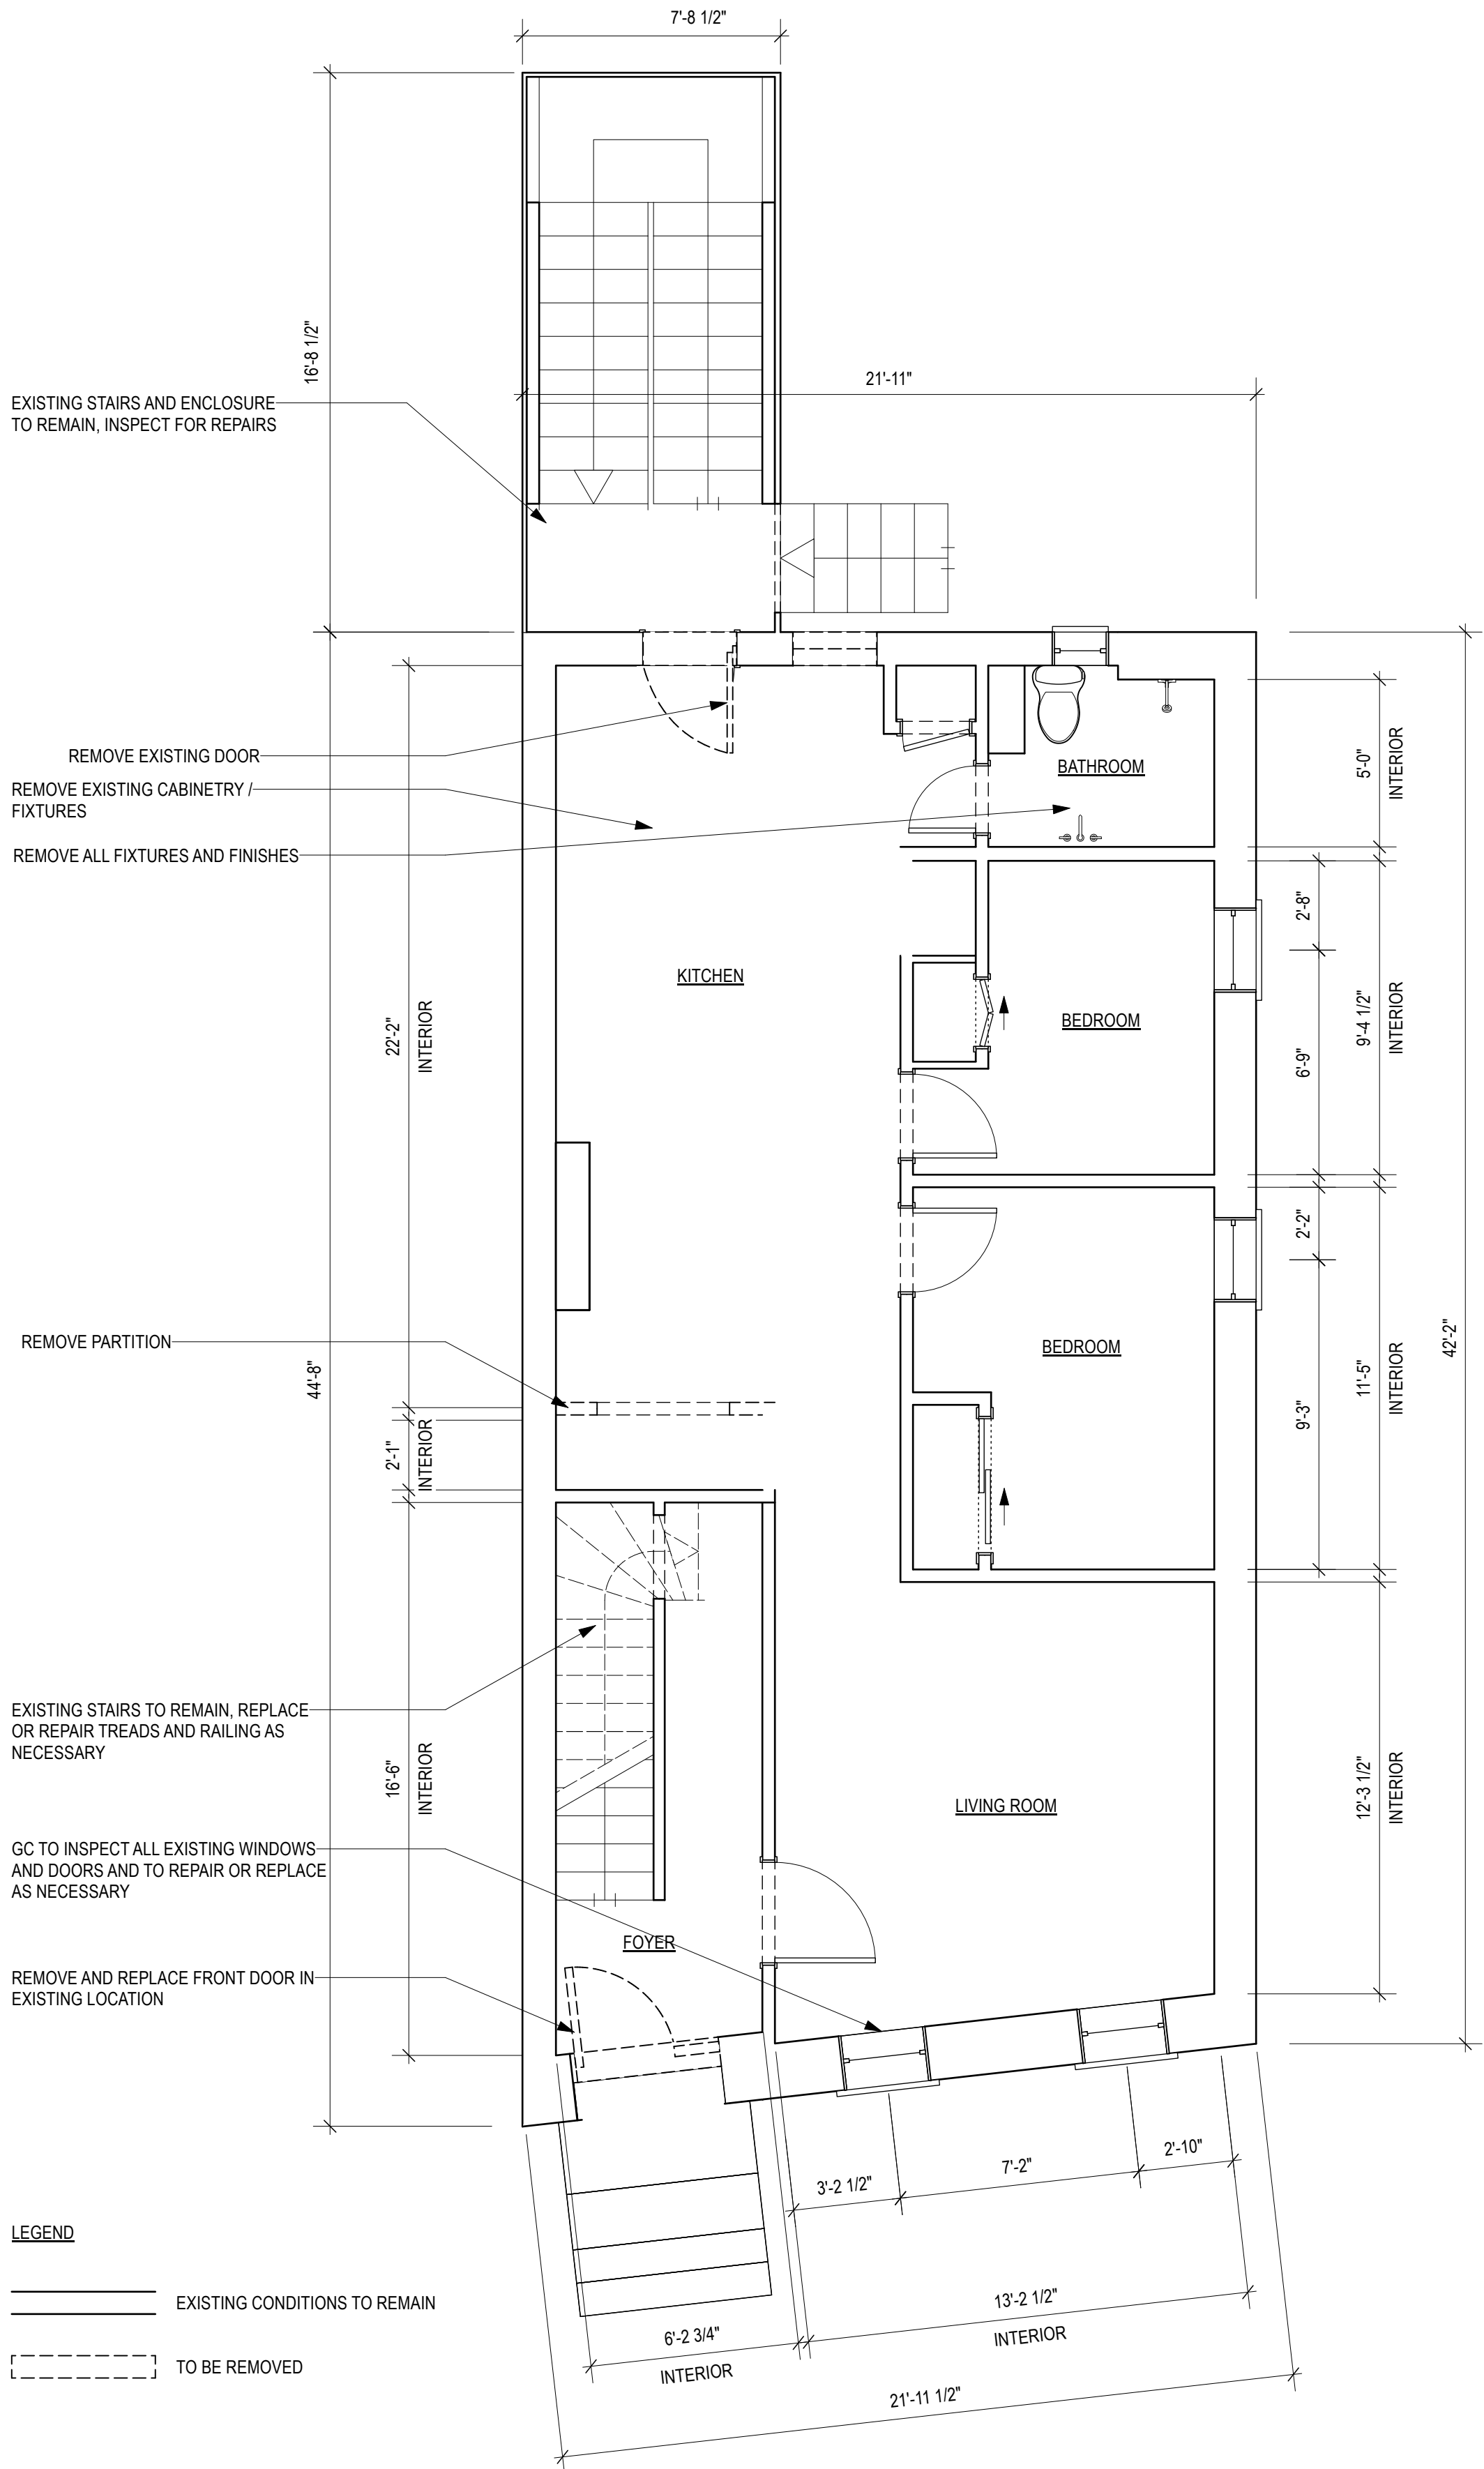 7'-8 1/2"
16'-8 1/2"
21'-11"
EXISTING STAIRS AND ENCLOSURE
TO REMAIN, INSPECT FOR REPAIRS
REMOVE EXISTING DOOR
REMOVE EXISTING CABINETRY /
FIXTURES
REMOVE ALL FIXTURES AND FINISHES
BATHROOM
5'-0"
INTERIOR
KITCHEN
22'-2"
INTERIOR
BEDROOM
2'-8"
6'-9"
9'-4 1/2"
INTERIOR
REMOVE PARTITION
44'-8"
2'-1"
INTERIOR
BEDROOM
2'-2"
9'-3"
11'-5"
INTERIOR
42'-2"
EXISTING STAIRS TO REMAIN, REPLACE
OR REPAIR TREADS AND RAILING AS
NECESSARY
16'-6"
INTERIOR
LIVING ROOM
12'-3 1/2"
INTERIOR
GC TO INSPECT ALL EXISTING WINDOWS
AND DOORS AND TO REPAIR OR REPLACE
AS NECESSARY
FOYER
REMOVE AND REPLACE FRONT DOOR IN
EXISTING LOCATION
3'-2 1/2"
7'-2"
2'-10"
6'-2 3/4"
INTERIOR
13'-2 1/2"
INTERIOR
21'-11 1/2"
LEGEND
EXISTING CONDITIONS TO REMAIN
TO BE REMOVED